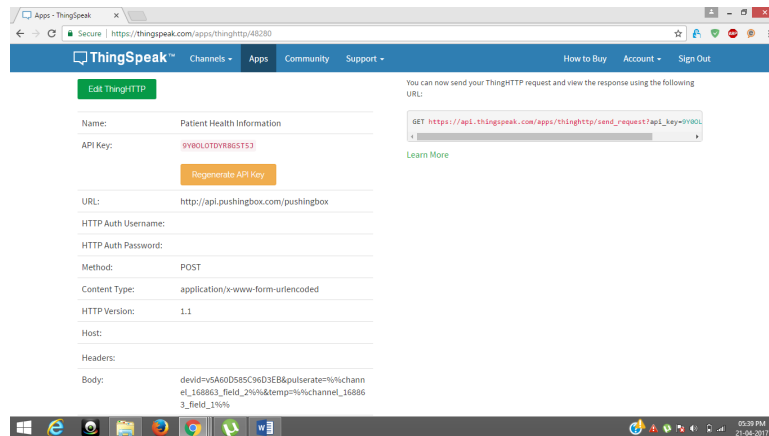 Apps - ThingSpeak
Secure | https://thingspeak.com/apps/thinghttp/48280
ThingSpeak™ Channels Apps Community Support How to Buy Account Sign Out
Edit ThingHTTP
Name: Patient Health Information
API Key: 9Y0OLOTDYR8GST5J
Regenerate API Key
URL: http://api.pushingbox.com/pushingbox
HTTP Auth Username:
HTTP Auth Password:
Method: POST
Content Type: application/x-www-form-urlencoded
HTTP Version: 1.1
Host:
Headers:
Body: devid=v5A60D585C96D3EB&pulserate=%%chann
el_168863_field_2%%&temp=%%channel_16886
3_field_1%%
You can now send your ThingHTTP request and view the response using the following
URL:
GET https://api.thingspeak.com/apps/thinghttp/send_request?api_key=9Y0OL
Learn More
05:39 PM
21-04-2017